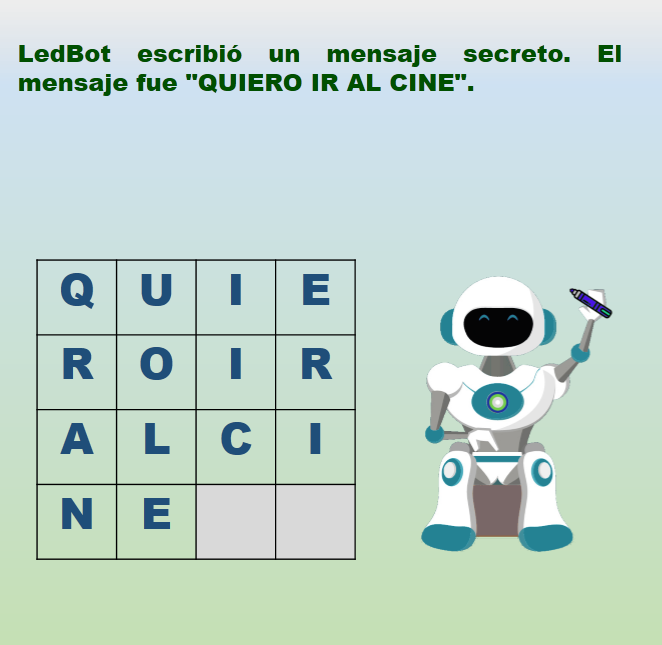 LedBot escribió un mensaje secreto. El
mensaje fue "QUIERO IR AL CINE".
Q U I E
R O I R
A L C I
N E